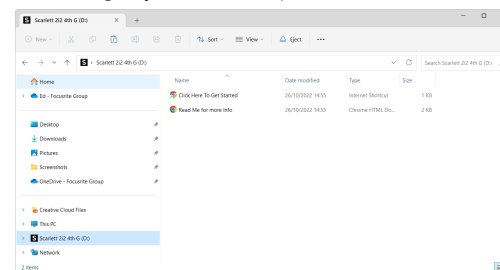 Scarlett 2i2 4th G (D:)
New
Sort
View
Eject
Scarlett 2i2 4th G (D:)
Search Scarlett 2i2 4th G (D:)
Home
Ed - Focusrite Group
Desktop
Downloads
Pictures
Screenshots
OneDrive - Focusrite Group
Creative Cloud Files
This PC
Scarlett 2i2 4th G (D:)
Network
Name Date modified Type Size
Click Here To Get Started 26/10/2022 14:55 Internet Shortcut 1 KB
Read Me for more Info 26/10/2022 14:55 Chrome HTML Do... 2 KB
2 items